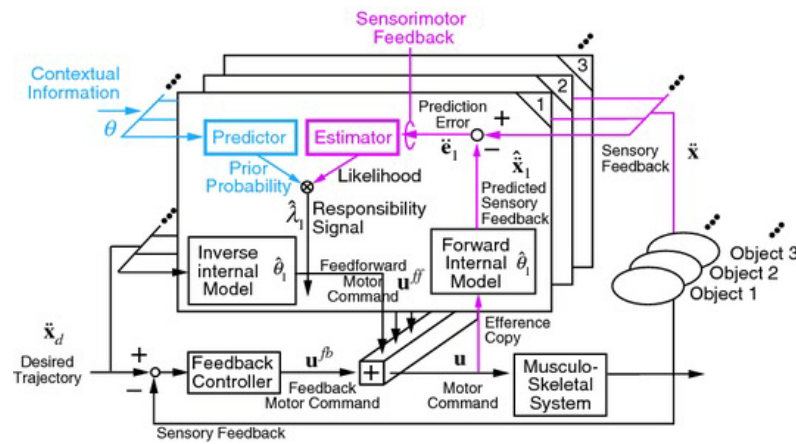 Sensorimotor
Feedback
Contextual
Information
θ
3
2
1
Prediction
Error
+
−
Predictor
Estimator
ë₁
Sensory
Feedback
ẍ
Prior
Probability
Likelihood
x̂̈₁
Predicted
Sensory
Feedback
λ̂₁
Responsibility
Signal
Inverse
internal
Model
θ̂₁
Feedforward
Motor
Command
u^ff
Forward
Internal
Model
θ̂₁
Object 3
Object 2
Object 1
Efference
Copy
ẍ_d
Desired
Trajectory
+
−
Feedback
Controller
u^fb
Feedback
Motor Command
+
u
Motor
Command
Musculo-
Skeletal
System
Sensory Feedback